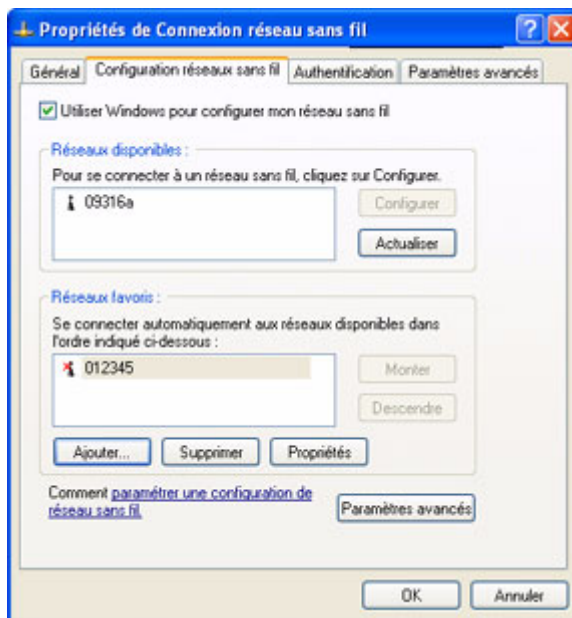 Propriétés de Connexion réseau sans fil
Général Configuration réseaux sans fil Authentification Paramètres avancés
Utiliser Windows pour configurer mon réseau sans fil
Réseaux disponibles :
Pour se connecter à un réseau sans fil, cliquez sur Configurer.
09316a
Configurer
Actualiser
Réseaux favoris :
Se connecter automatiquement aux réseaux disponibles dans
l'ordre indiqué ci-dessous :
012345
Monter
Descendre
Ajouter... Supprimer Propriétés
Comment paramétrer une configuration de
réseau sans fil.
Paramètres avancés
OK Annuler